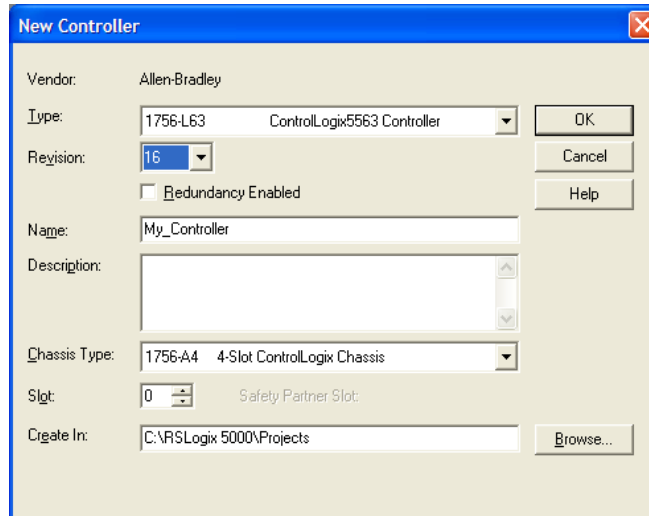 New Controller
Vendor: Allen-Bradley
Type: 1756-L63 ControlLogix5563 Controller OK
Revision: 16 Cancel
Redundancy Enabled Help
Name: My_Controller
Description:
Chassis Type: 1756-A4 4-Slot ControlLogix Chassis
Slot: 0 Safety Partner Slot:
Create In: C:\RSLogix 5000\Projects Browse...